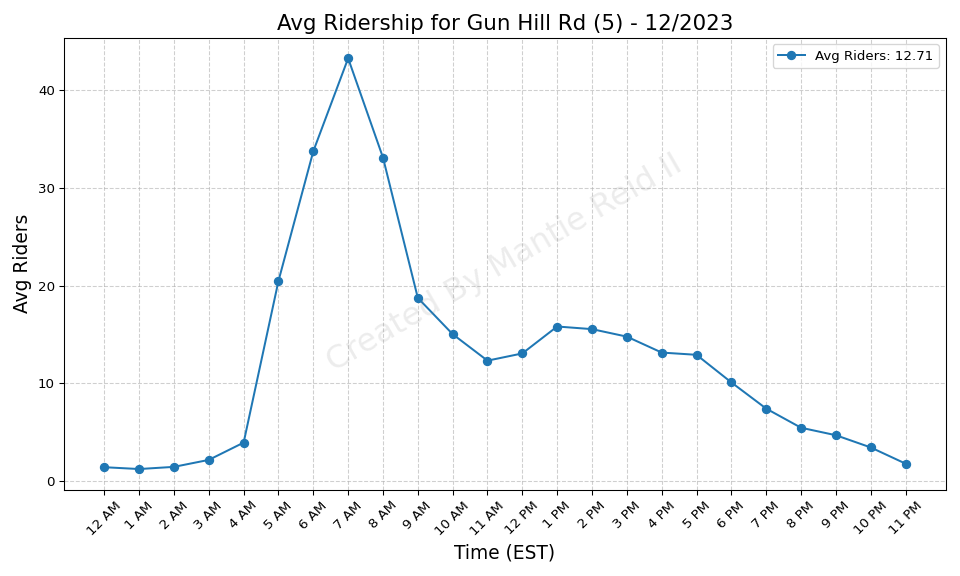 Avg Ridership for Gun Hill Rd (5) - 12/2023
Avg Riders: 12.71
Avg Riders
40
30
20
10
0
Created By Mantie Reid II
12 AM
1 AM
2 AM
3 AM
4 AM
5 AM
6 AM
7 AM
8 AM
9 AM
10 AM
11 AM
12 PM
1 PM
2 PM
3 PM
4 PM
5 PM
6 PM
7 PM
8 PM
9 PM
10 PM
11 PM
Time (EST)